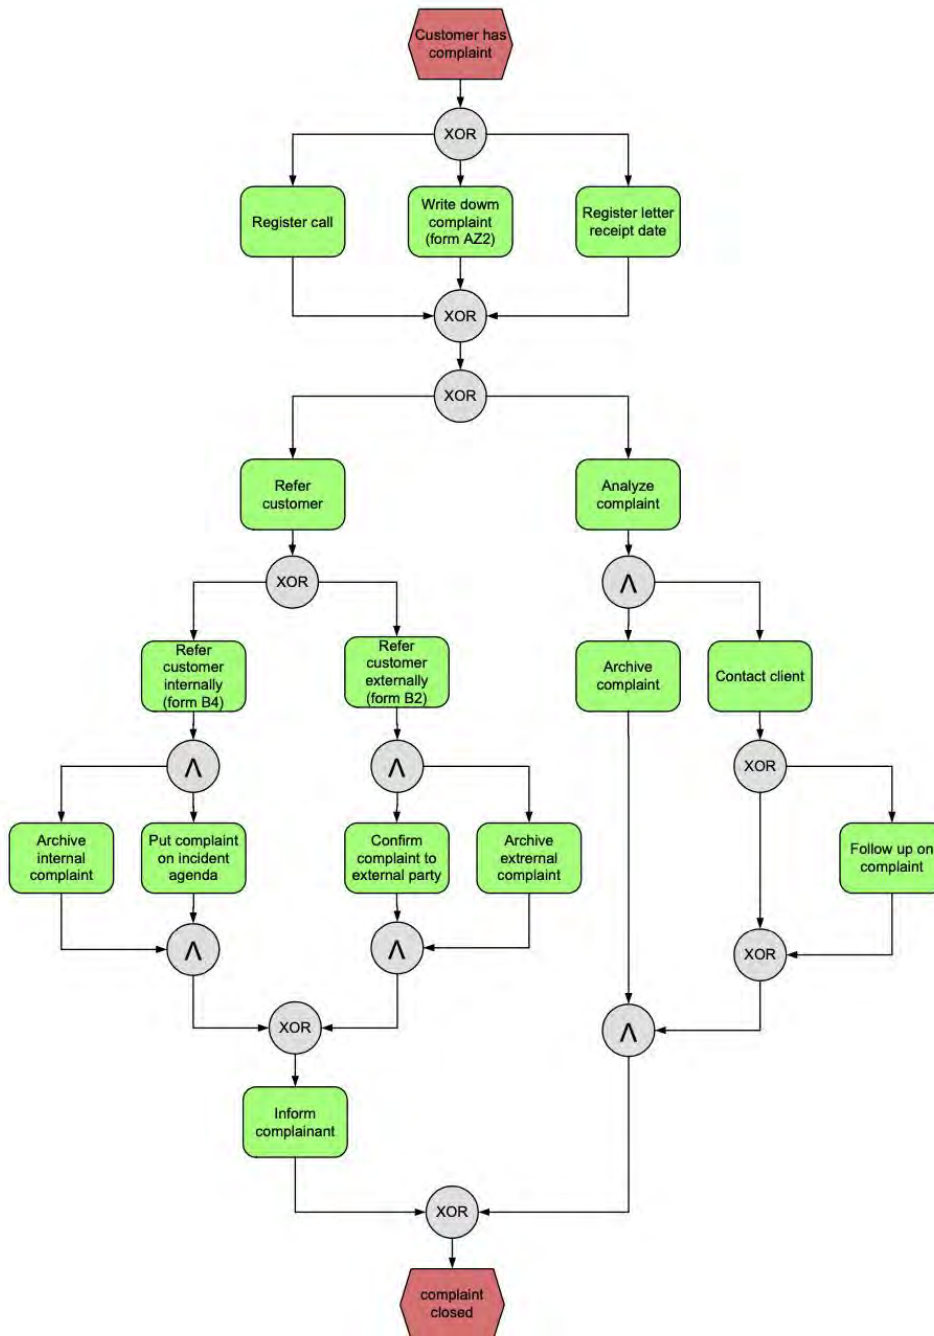 Customer has
complaint
XOR
Register call
Write dowm
complaint
(form AZ2)
Register letter
receipt date
XOR
XOR
Refer
customer
Analyze
complaint
XOR
Λ
Refer
customer
internally
(form B4)
Refer
customer
externally
(form B2)
Archive
complaint
Contact client
Λ
Λ
XOR
Archive
internal
complaint
Put complaint
on incident
agenda
Confirm
complaint to
external party
Archive
extrernal
complaint
Follow up on
complaint
Λ
Λ
XOR
XOR
Λ
Inform
complainant
XOR
complaint
closed